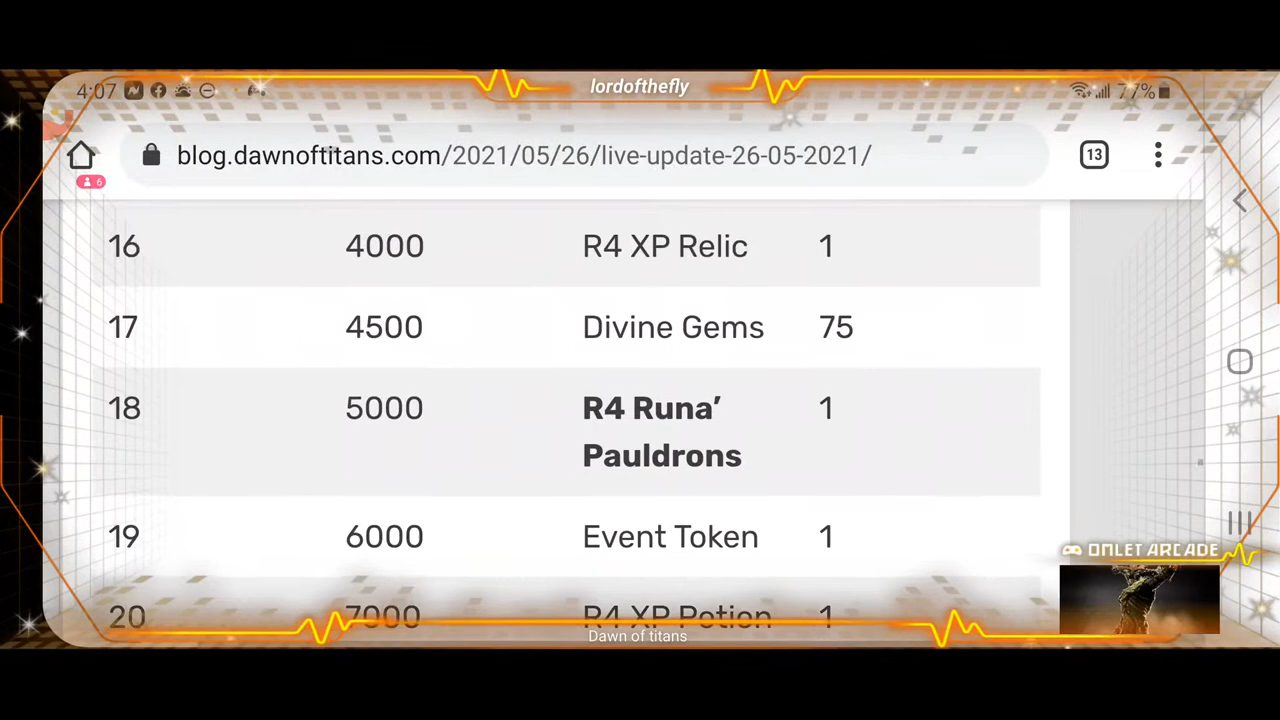 lordofthefly
4:07
77%
blog.dawnoftitans.com/2021/05/26/live-update-26-05-2021/
13
6
16 4000 R4 XP Relic 1
17 4500 Divine Gems 75
18 5000 R4 Runa’ 1
Pauldrons
19 6000 Event Token 1
OMLET ARCADE
20 7000 R4 XP Potion 1
Dawn of titans